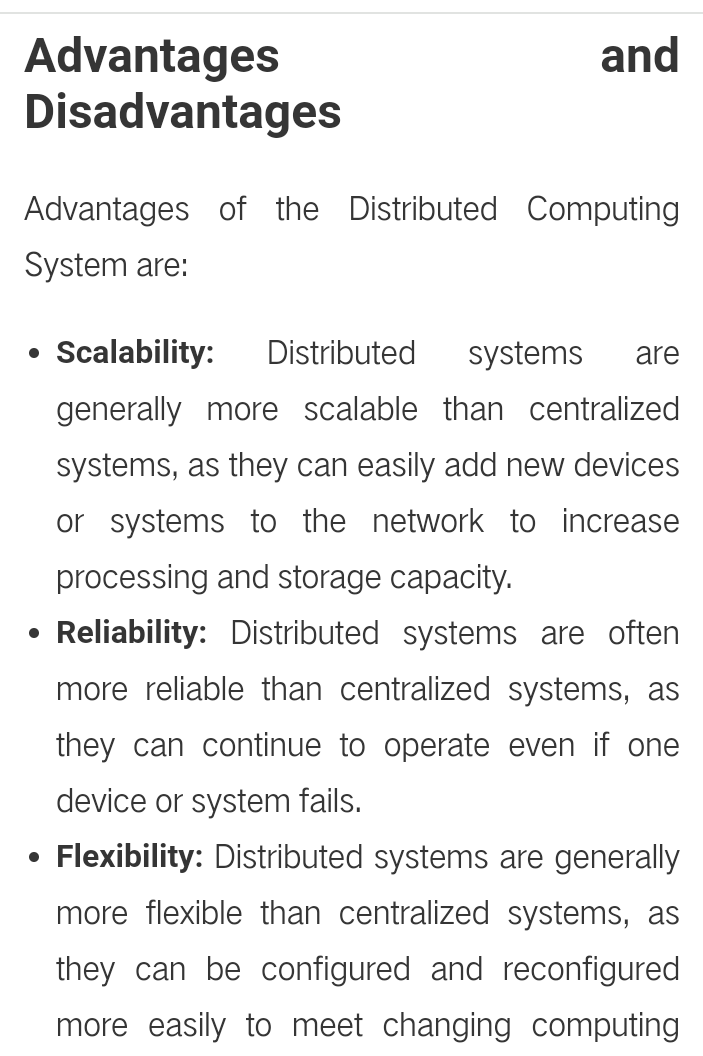 Advantages and
Disadvantages
Advantages of the Distributed Computing
System are:
• Scalability: Distributed systems are
generally more scalable than centralized
systems, as they can easily add new devices
or systems to the network to increase
processing and storage capacity.
• Reliability: Distributed systems are often
more reliable than centralized systems, as
they can continue to operate even if one
device or system fails.
• Flexibility: Distributed systems are generally
more flexible than centralized systems, as
they can be configured and reconfigured
more easily to meet changing computing